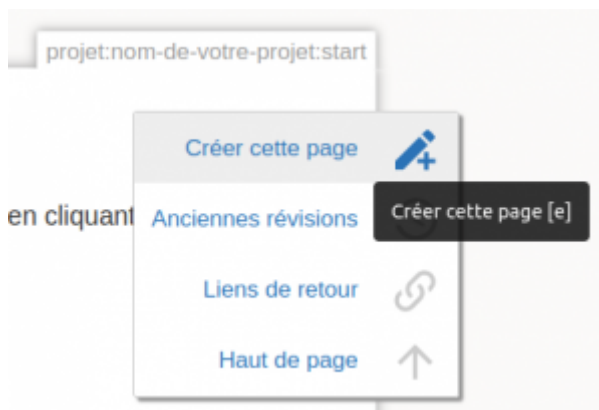 projet:nom-de-votre-projet:start
Créer cette page
Créer cette page [e]
en cliquant
Anciennes révisions
Liens de retour
Haut de page